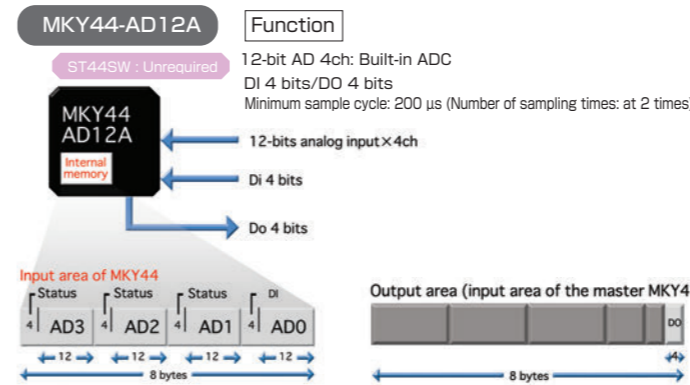 MKY44-AD12A
Function
ST44SW : Unrequired
12-bit AD 4ch: Built-in ADC
DI 4 bits/DO 4 bits
Minimum sample cycle: 200 μs (Number of sampling times: at 2 times)
MKY44
AD12A
Internal
memory
12-bits analog input×4ch
Di 4 bits
Do 4 bits
Input area of MKY44
Status Status Status DI
4 AD3 4 AD2 4 AD1 4 AD0
12 12 12 12
8 bytes
Output area (input area of the master MKY4
DO
4
8 bytes